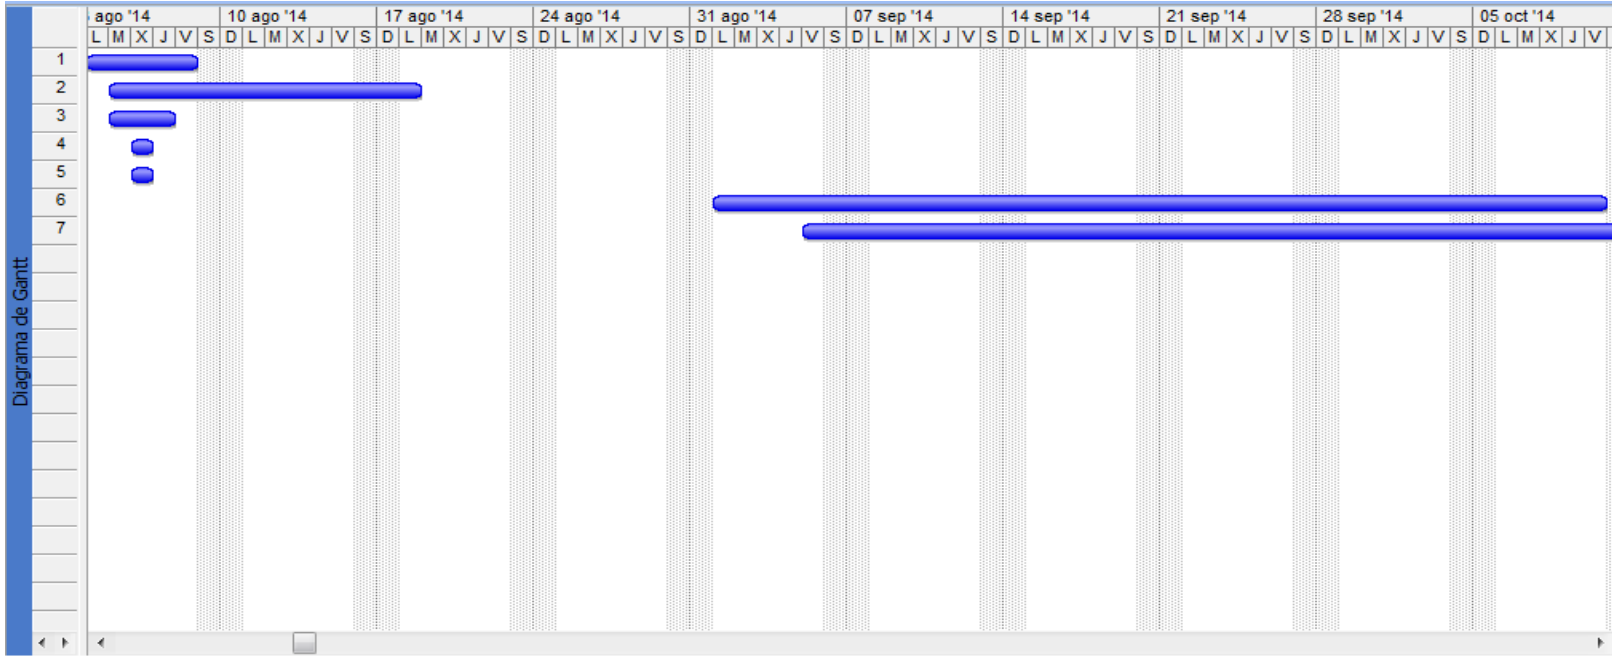 ago '14 10 ago '14 17 ago '14 24 ago '14 31 ago '14 07 sep '14 14 sep '14 21 sep '14 28 sep '14 05 oct '14
L M X J V S D L M X J V S D L M X J V S D L M X J V S D L M X J V S D L M X J V S D L M X J V S D L M X J V S D L M X J V S D L M X J V
1
2
3
4
5
6
7
Diagrama de Gantt